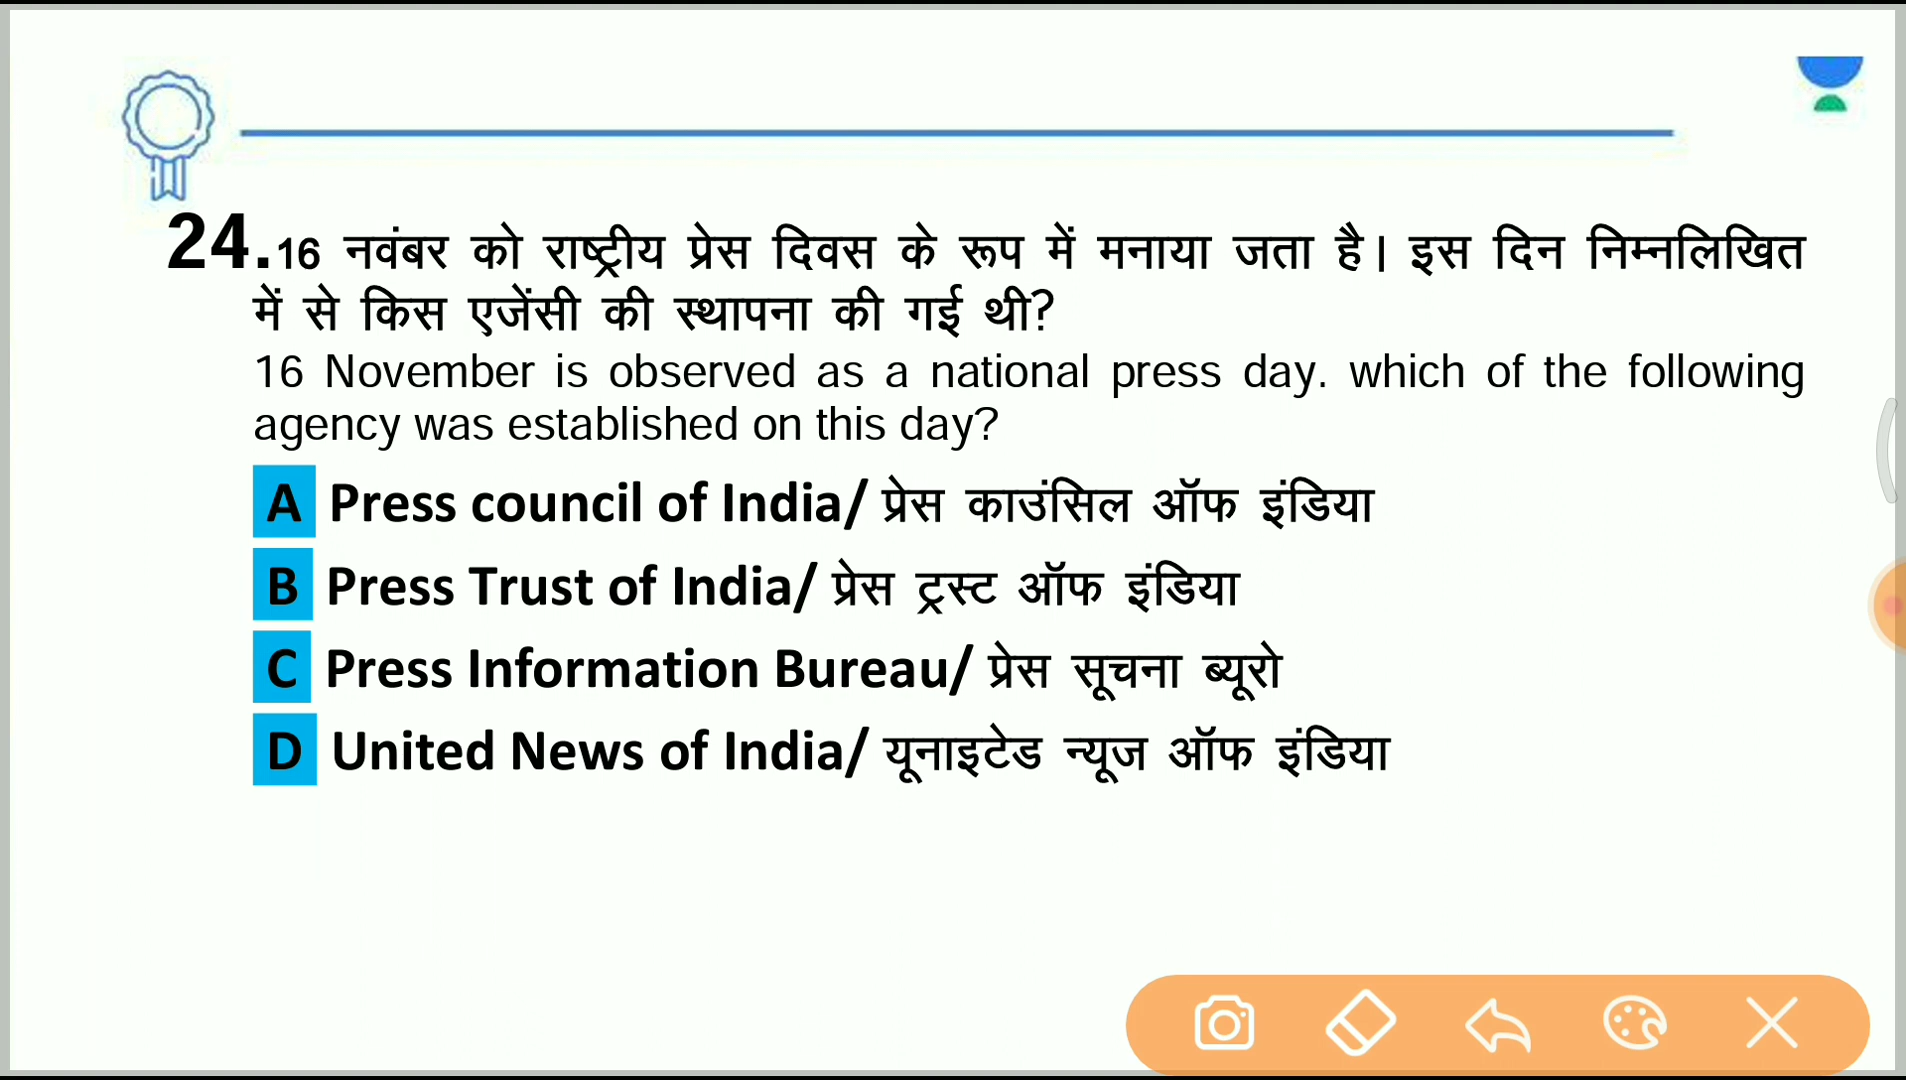 24.16 नवंबर को राष्ट्रीय प्रेस दिवस के रूप में मनाया जता है। इस दिन निम्नलिखित
में से किस एजेंसी की स्थापना की गई थी?
16 November is observed as a national press day. which of the following
agency was established on this day?
A Press council of India/ प्रेस काउंसिल ऑफ इंडिया
B Press Trust of India/ प्रेस ट्रस्ट ऑफ इंडिया
C Press Information Bureau/ प्रेस सूचना ब्यूरो
D United News of India/ यूनाइटेड न्यूज ऑफ इंडिया